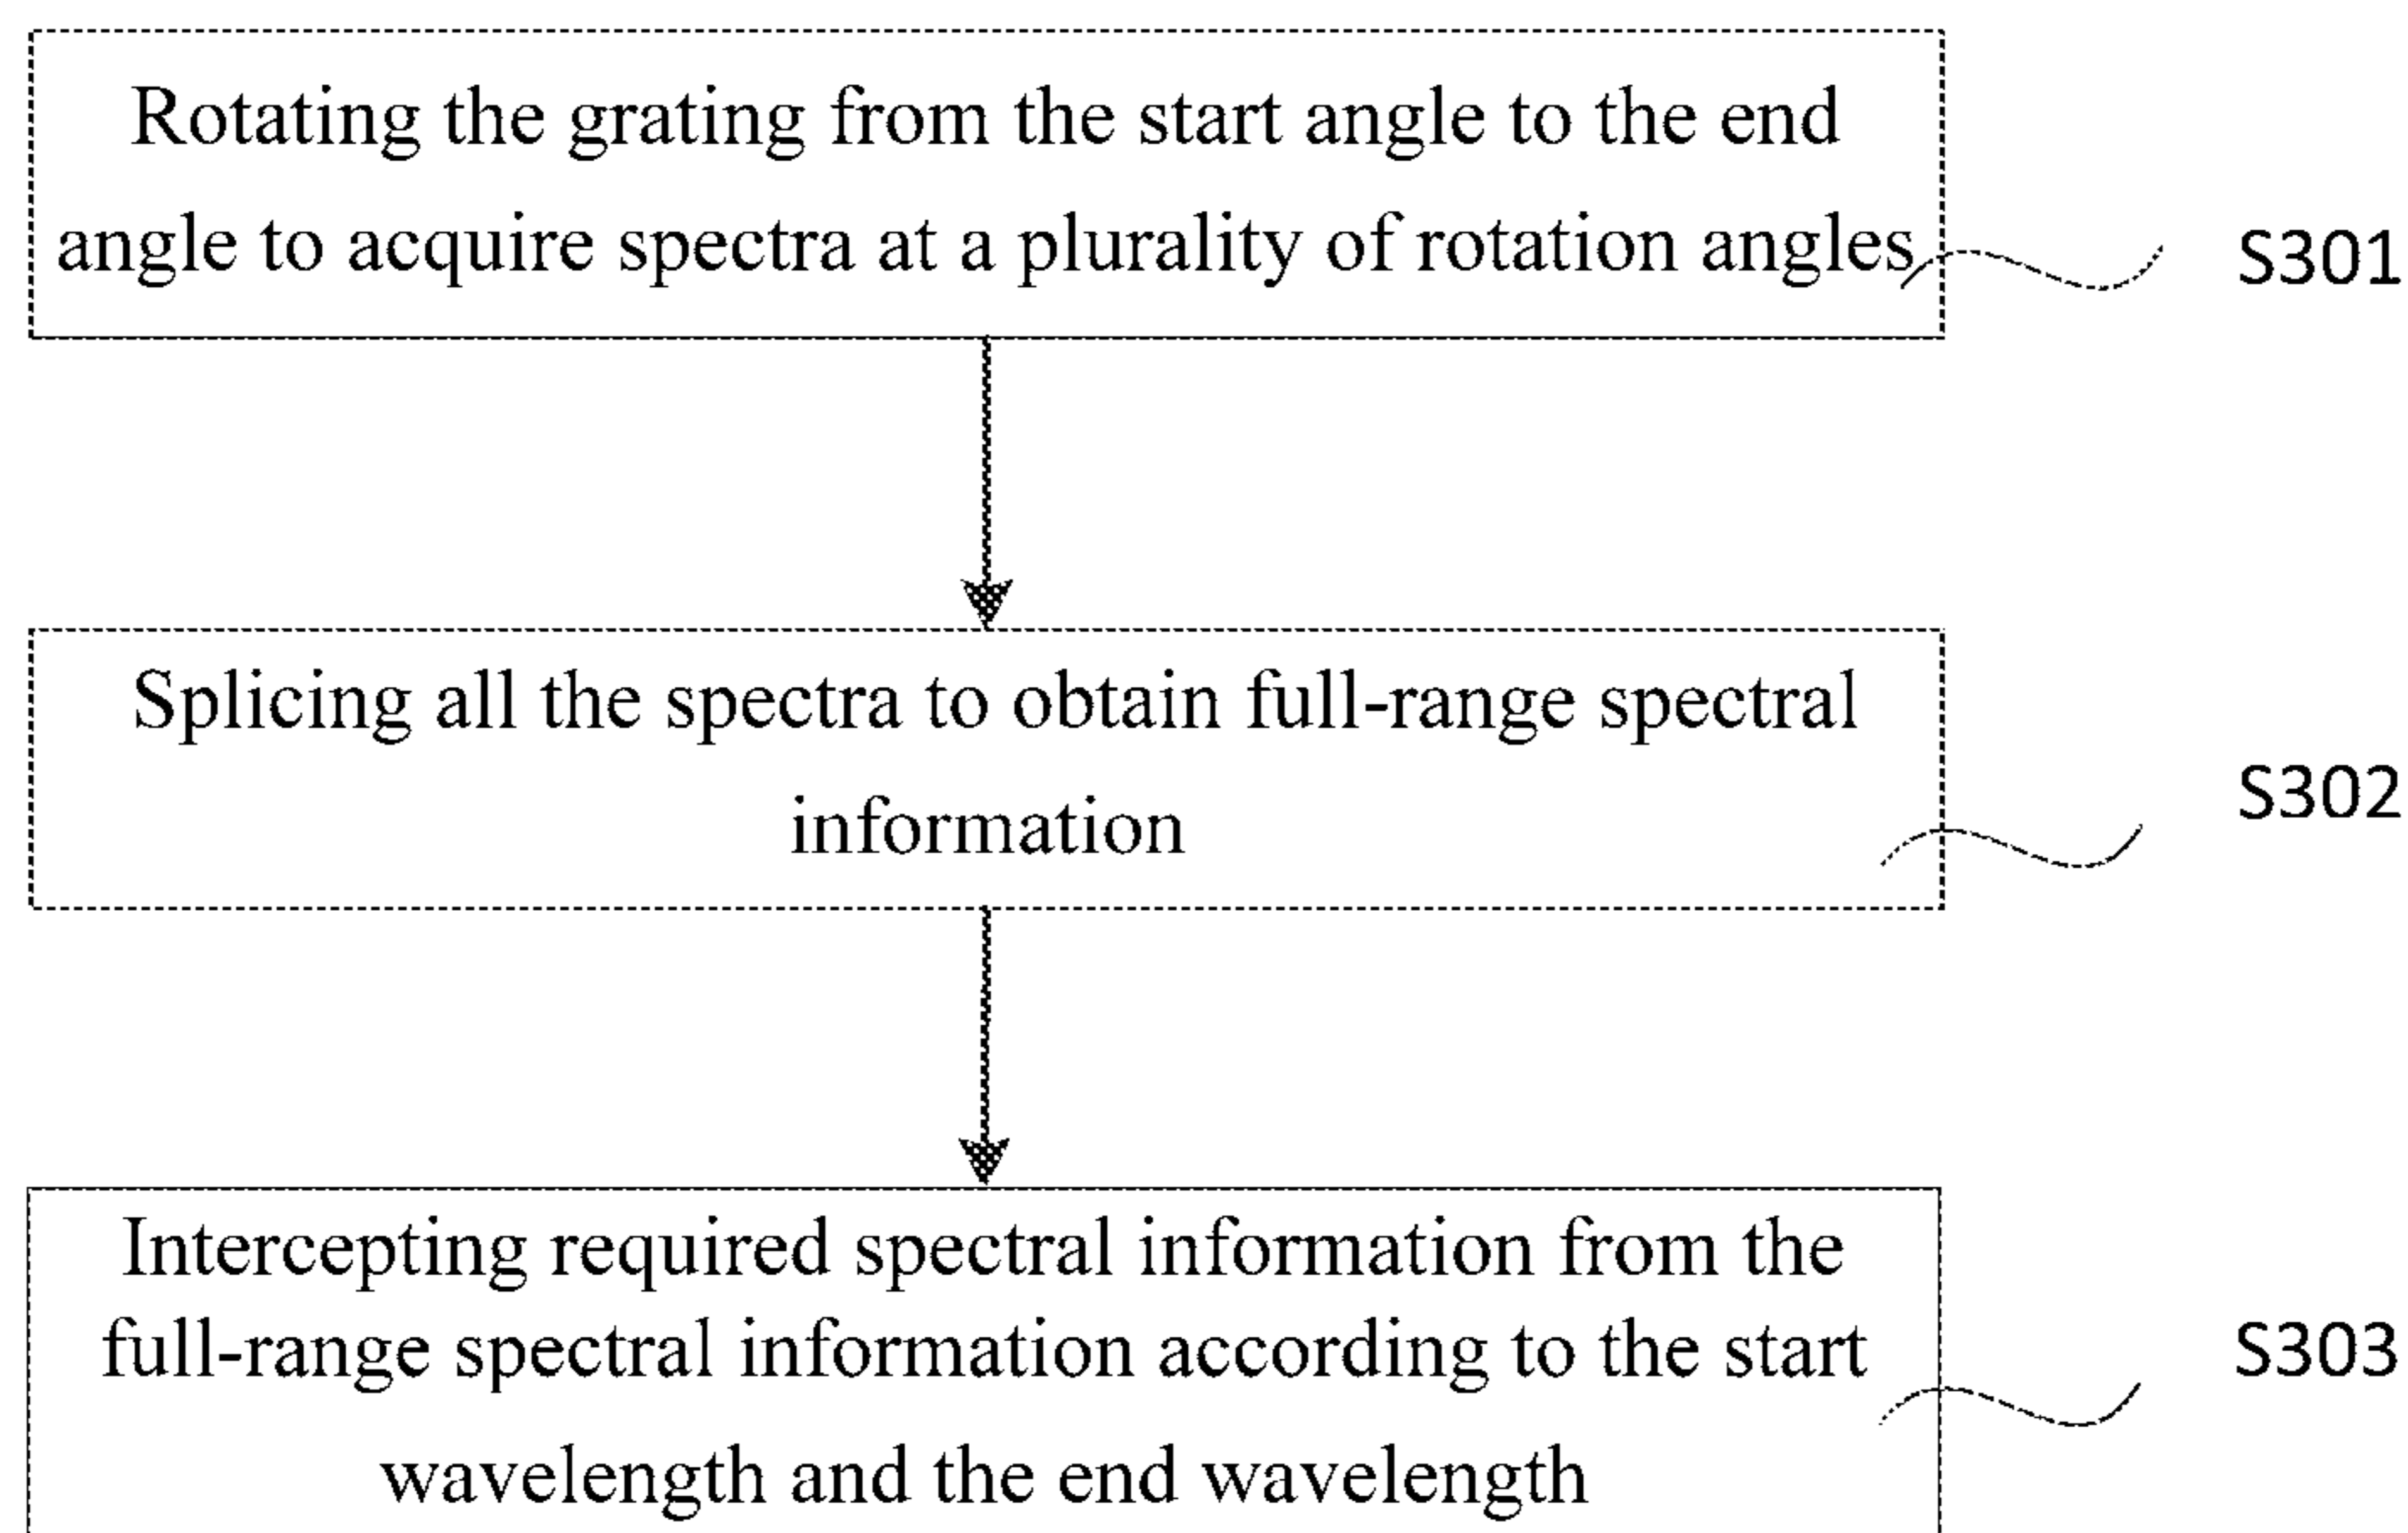 Rotating the grating from the start angle to the end
angle to acquire spectra at a plurality of rotation angles
S301
Splicing all the spectra to obtain full-range spectral
information
S302
Intercepting required spectral information from the
full-range spectral information according to the start
wavelength and the end wavelength
S303